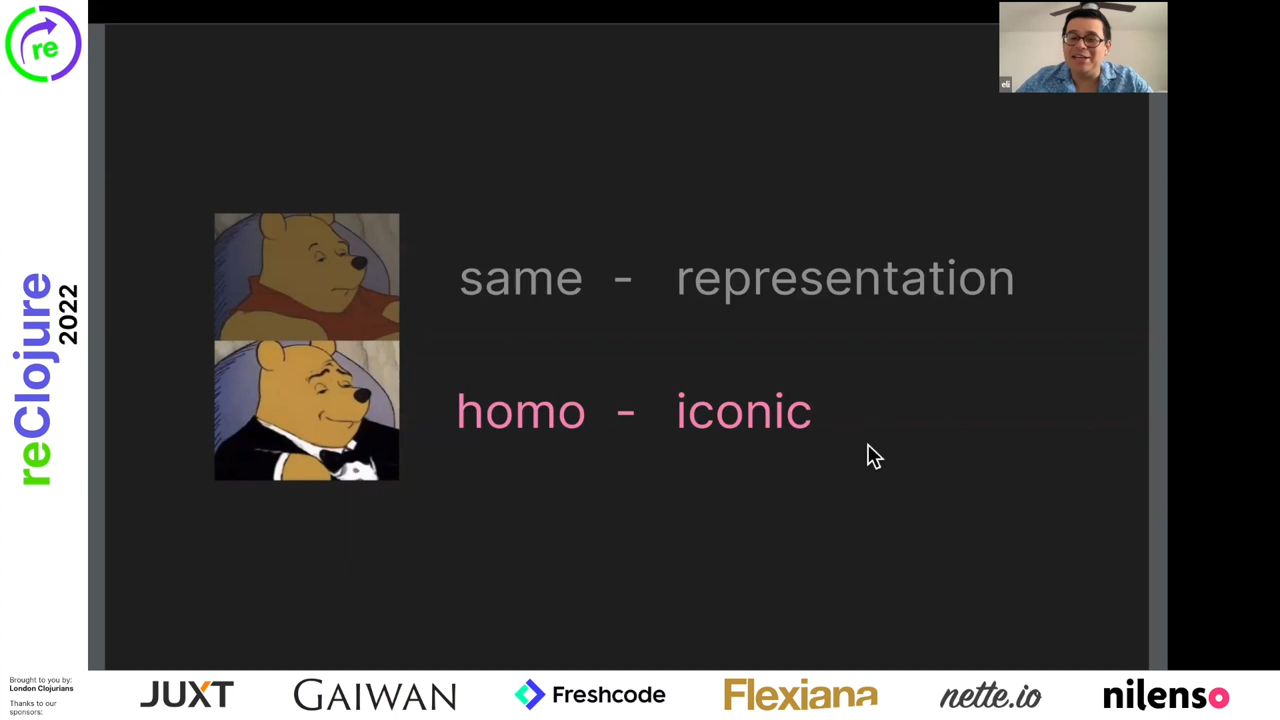 re
eli
same - representation
homo - iconic
reClojure
2022
Brought to you by:
London Clojurians
Thanks to our
sponsors:
JUXT
GAIWAN
Freshcode
Flexiana
nette.io
nilenso